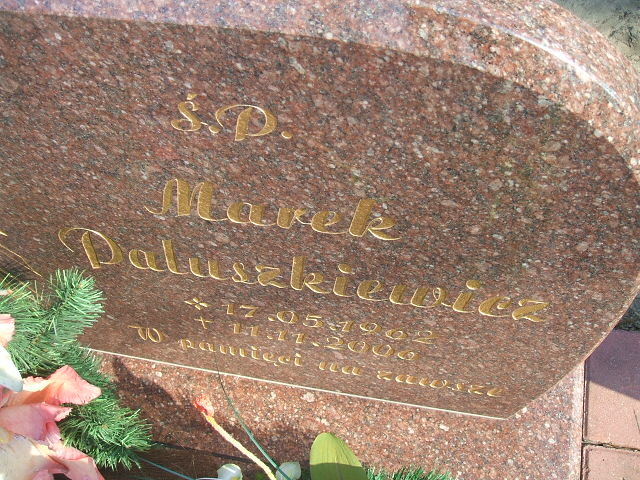 Ś.P.
Marek
Paluszkiewicz
* 17.05.1962
+ 11.11.2006
W pamięci na zawsze